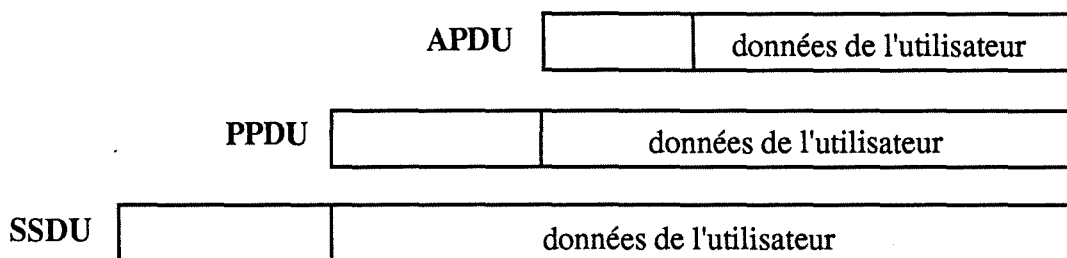 APDU données de l'utilisateur
PPDU données de l'utilisateur
SSDU données de l'utilisateur